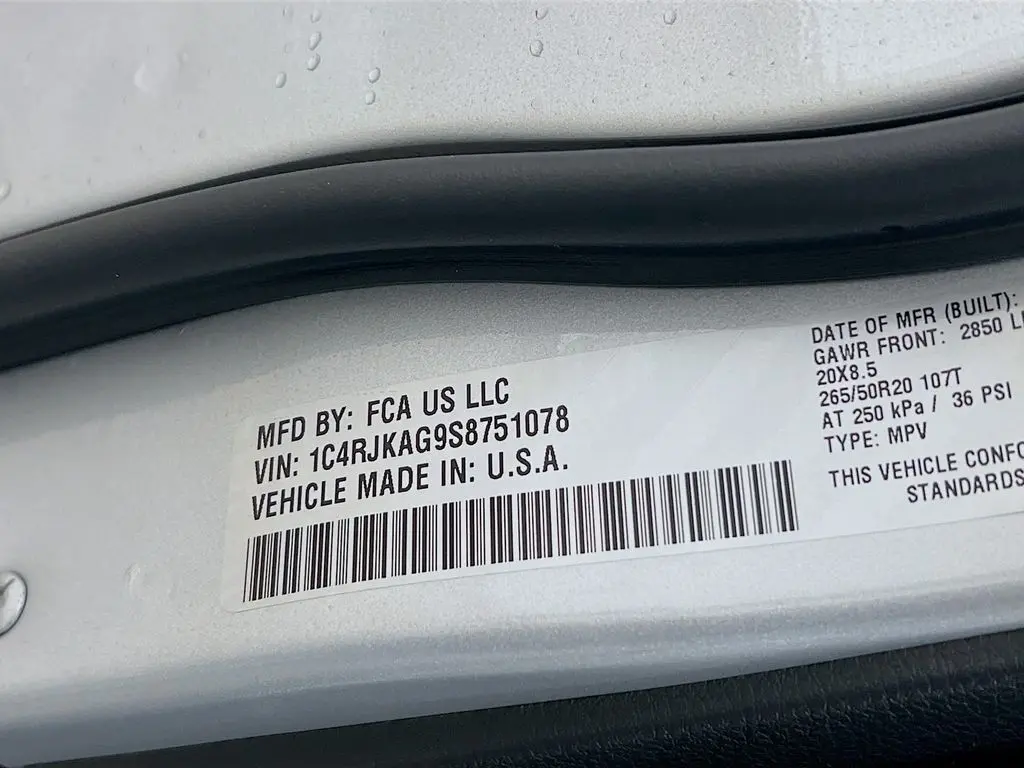 MFD BY: FCA US LLC
VIN: 1C4RJKAG9S8751078
VEHICLE MADE IN: U.S.A.
DATE OF MFR (BUILT):
GAWR FRONT: 2850
20X8.5
265/50R20 107T
AT 250 kPa / 36 PSI
TYPE: MPV
THIS VEHICLE
STANDARDS